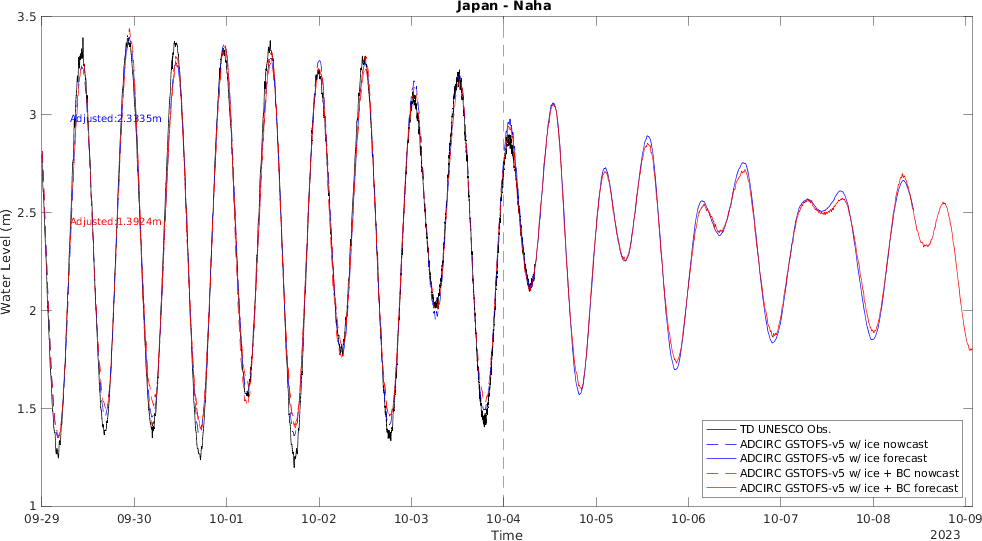 Japan - Naha
3.5
3
2.5
2
1.5
1
Water Level (m)
Adjusted:2.3335m
Adjusted:1.3924m
TD UNESCO Obs.
ADCIRC GSTOFS-v5 w/ ice nowcast
ADCIRC GSTOFS-v5 w/ ice forecast
ADCIRC GSTOFS-v5 w/ ice + BC nowcast
ADCIRC GSTOFS-v5 w/ ice + BC forecast
09-29 09-30 10-01 10-02 10-03 10-04 10-05 10-06 10-07 10-08 10-09
Time
2023